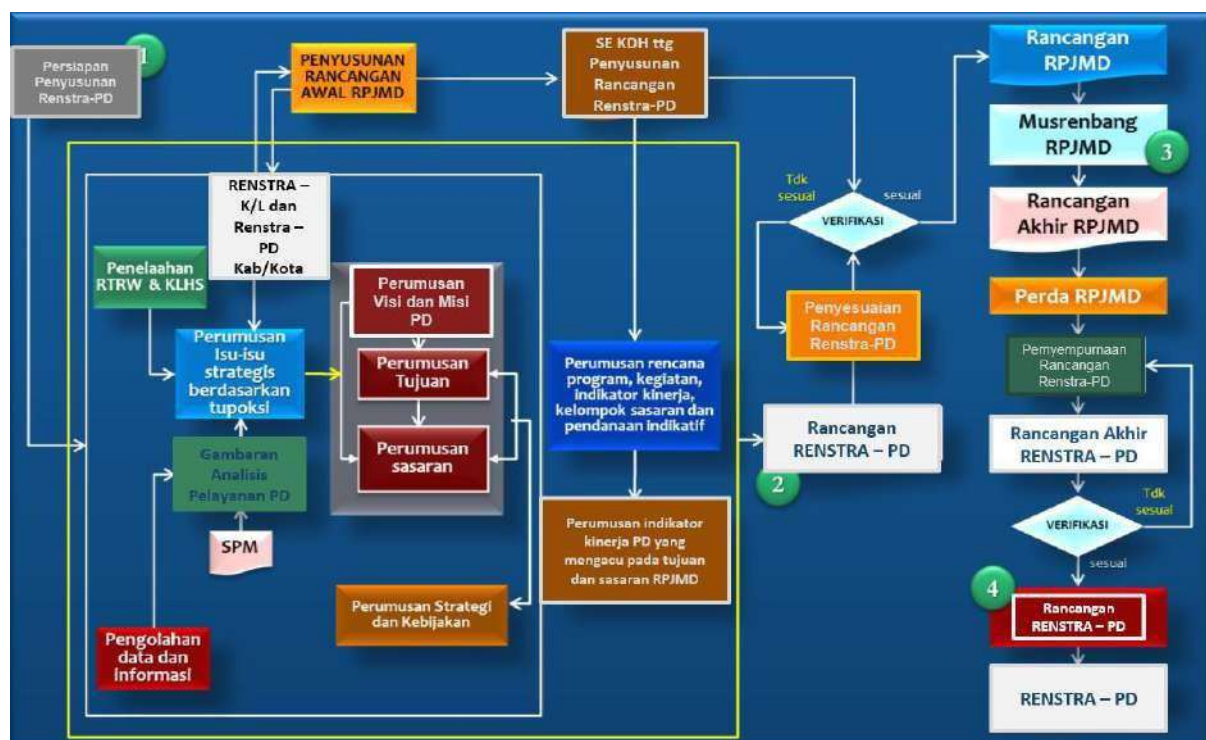 1
Persiapan
Penyusunan
Renstra-PD
PENYUSUNAN
RANCANGAN
AWAL RPJMD
SE KDH ttg
Penyusunan
Rancangan
Renstra-PD
RENSTRA –
K/L dan
Renstra –
PD
Kab/Kota
Penelaahan
RTRW & KLHS
Perumusan
Isu-isu
strategis
berdasarkan
tupoksi
Gambaran
Analisis
Pelayanan PD
SPM
Pengolahan
data dan
informasi
Perumusan
Visi dan Misi
PD
Perumusan
Tujuan
Perumusan
sasaran
Perumusan Strategi
dan Kebijakan
Perumusan rencana
program, kegiatan,
indikator kinerja,
kelompok sasaran dan
pendanaan indikatif
Perumusan indikator
kinerja PD yang
mengacu pada tujuan
dan sasaran RPJMD
Rancangan
RENSTRA – PD
2
Penyesuaian
Rancangan
Renstra-PD
Tdk
sesuai
sesuai
VERIFIKASI
Rancangan
RPJMD
Musrenbang
RPJMD
3
Rancangan
Akhir RPJMD
Perda RPJMD
Pemyempurnaan
Rancangan
Renstra-PD
Rancangan Akhir
RENSTRA – PD
Tdk
sesuai
VERIFIKASI
sesuai
4
Rancangan
RENSTRA – PD
RENSTRA – PD